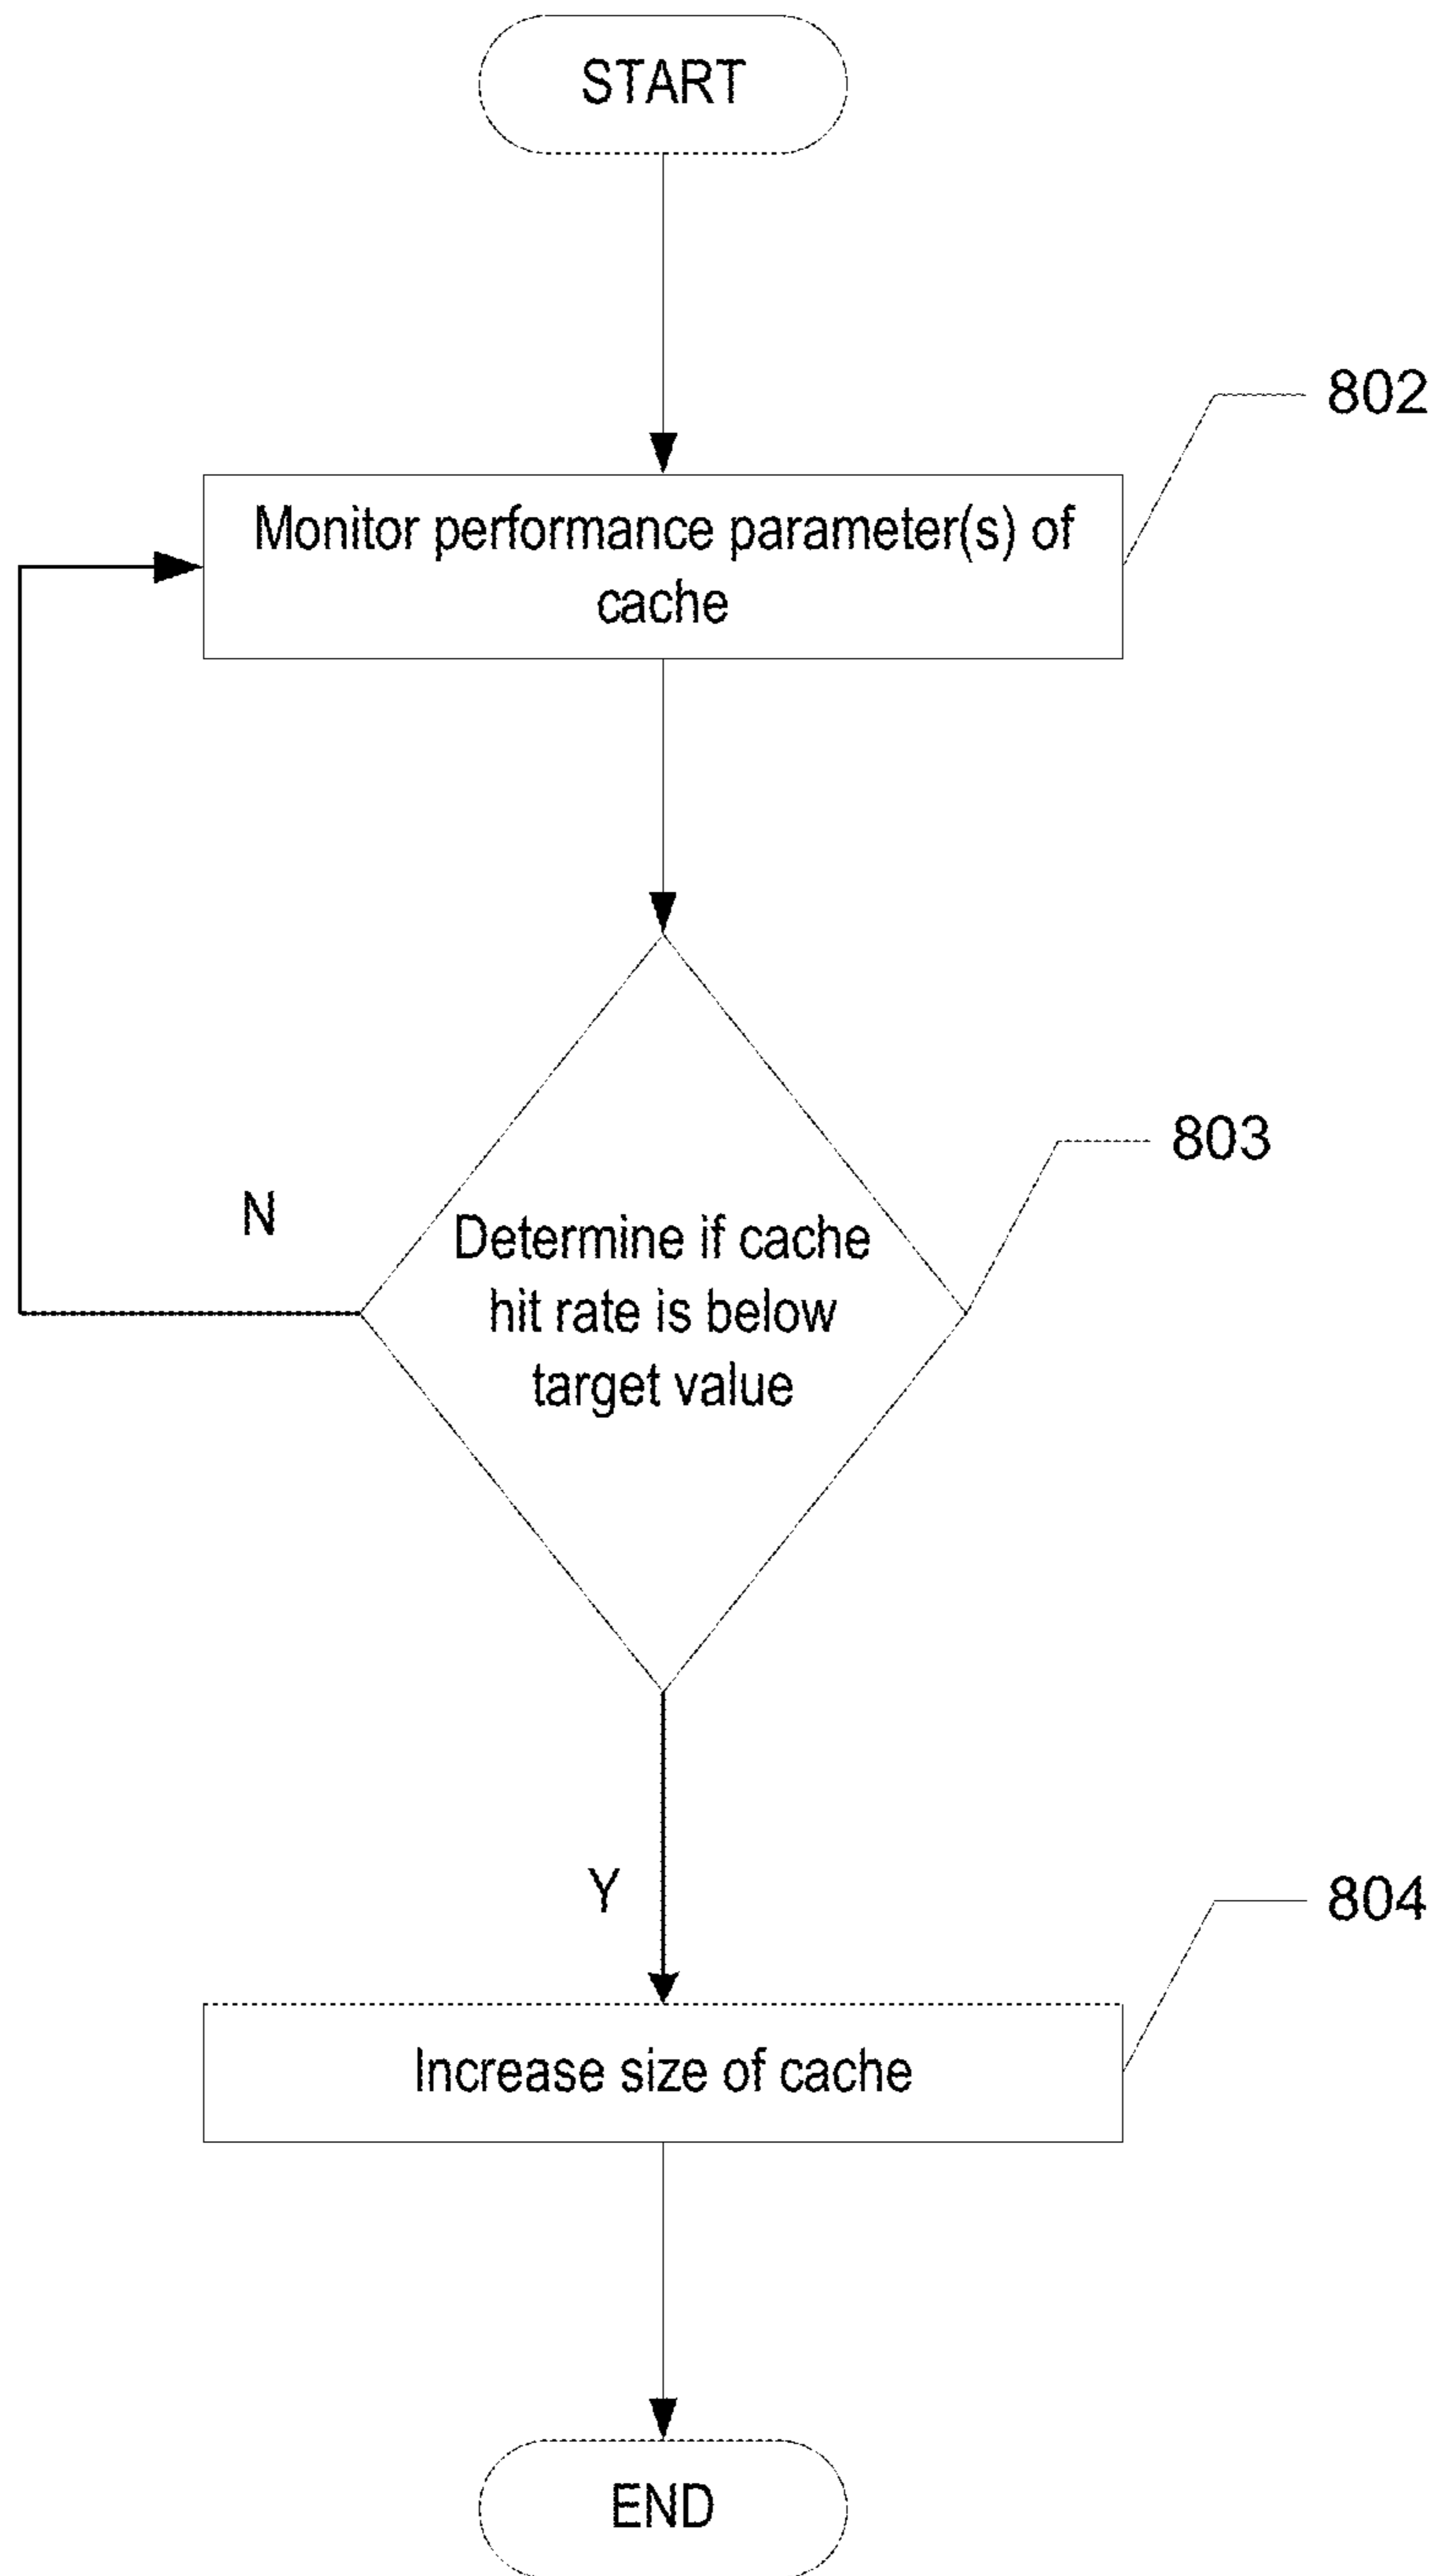 START
802
Monitor performance parameter(s) of
cache
803
N
Determine if cache
hit rate is below
target value
Y
804
Increase size of cache
END